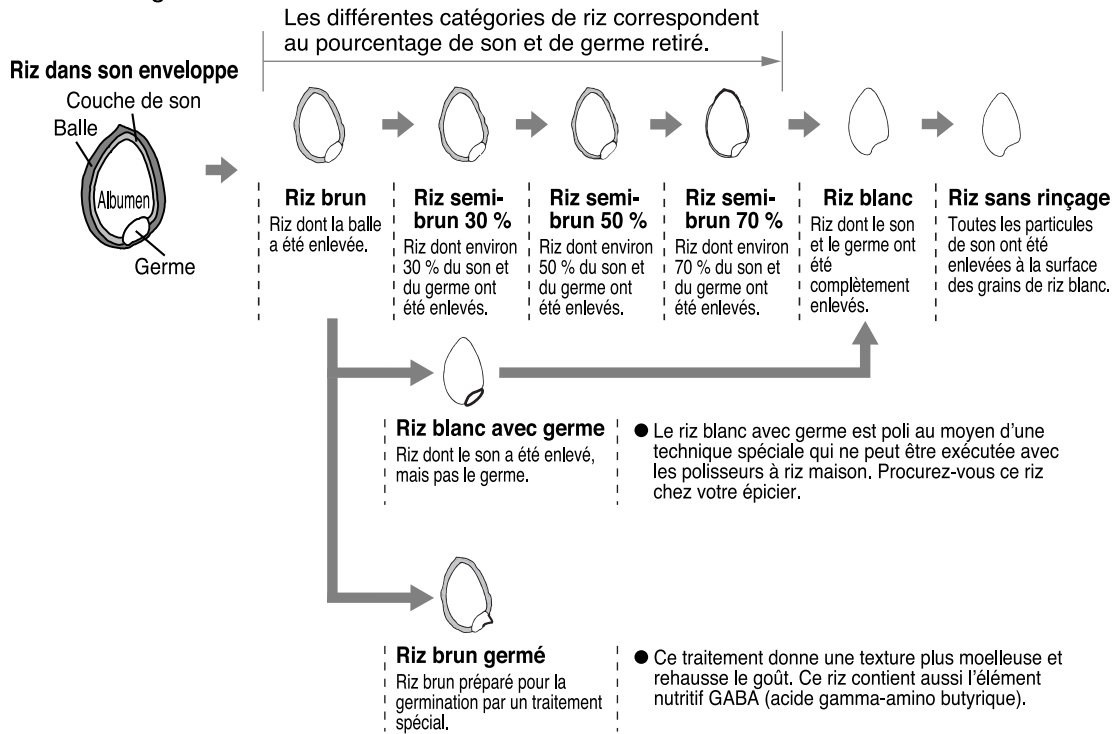 Les différentes catégories de riz correspondent
au pourcentage de son et de germe retiré.
Riz dans son enveloppe
Couche de son
Balle
Albumen
Germe
Riz brun
Riz dont la balle
a été enlevée.
Riz semi-
brun 30 %
Riz dont environ
30 % du son et
du germe ont
été enlevés.
Riz semi-
brun 50 %
Riz dont environ
50 % du son et
du germe ont
été enlevés.
Riz semi-
brun 70 %
Riz dont environ
70 % du son et
du germe ont
été enlevés.
Riz blanc
Riz dont le son
et le germe ont
été
complètement
enlevés.
Riz sans rinçage
Toutes les particules
de son ont été
enlevées à la surface
des grains de riz blanc.
Riz blanc avec germe
Riz dont le son a été enlevé,
mais pas le germe.
● Le riz blanc avec germe est poli au moyen d'une
technique spéciale qui ne peut être exécutée avec
les polisseurs à riz maison. Procurez-vous ce riz
chez votre épicier.
Riz brun germé
Riz brun préparé pour la
germination par un traitement
spécial.
● Ce traitement donne une texture plus moelleuse et
rehausse le goût. Ce riz contient aussi l'élément
nutritif GABA (acide gamma-amino butyrique).